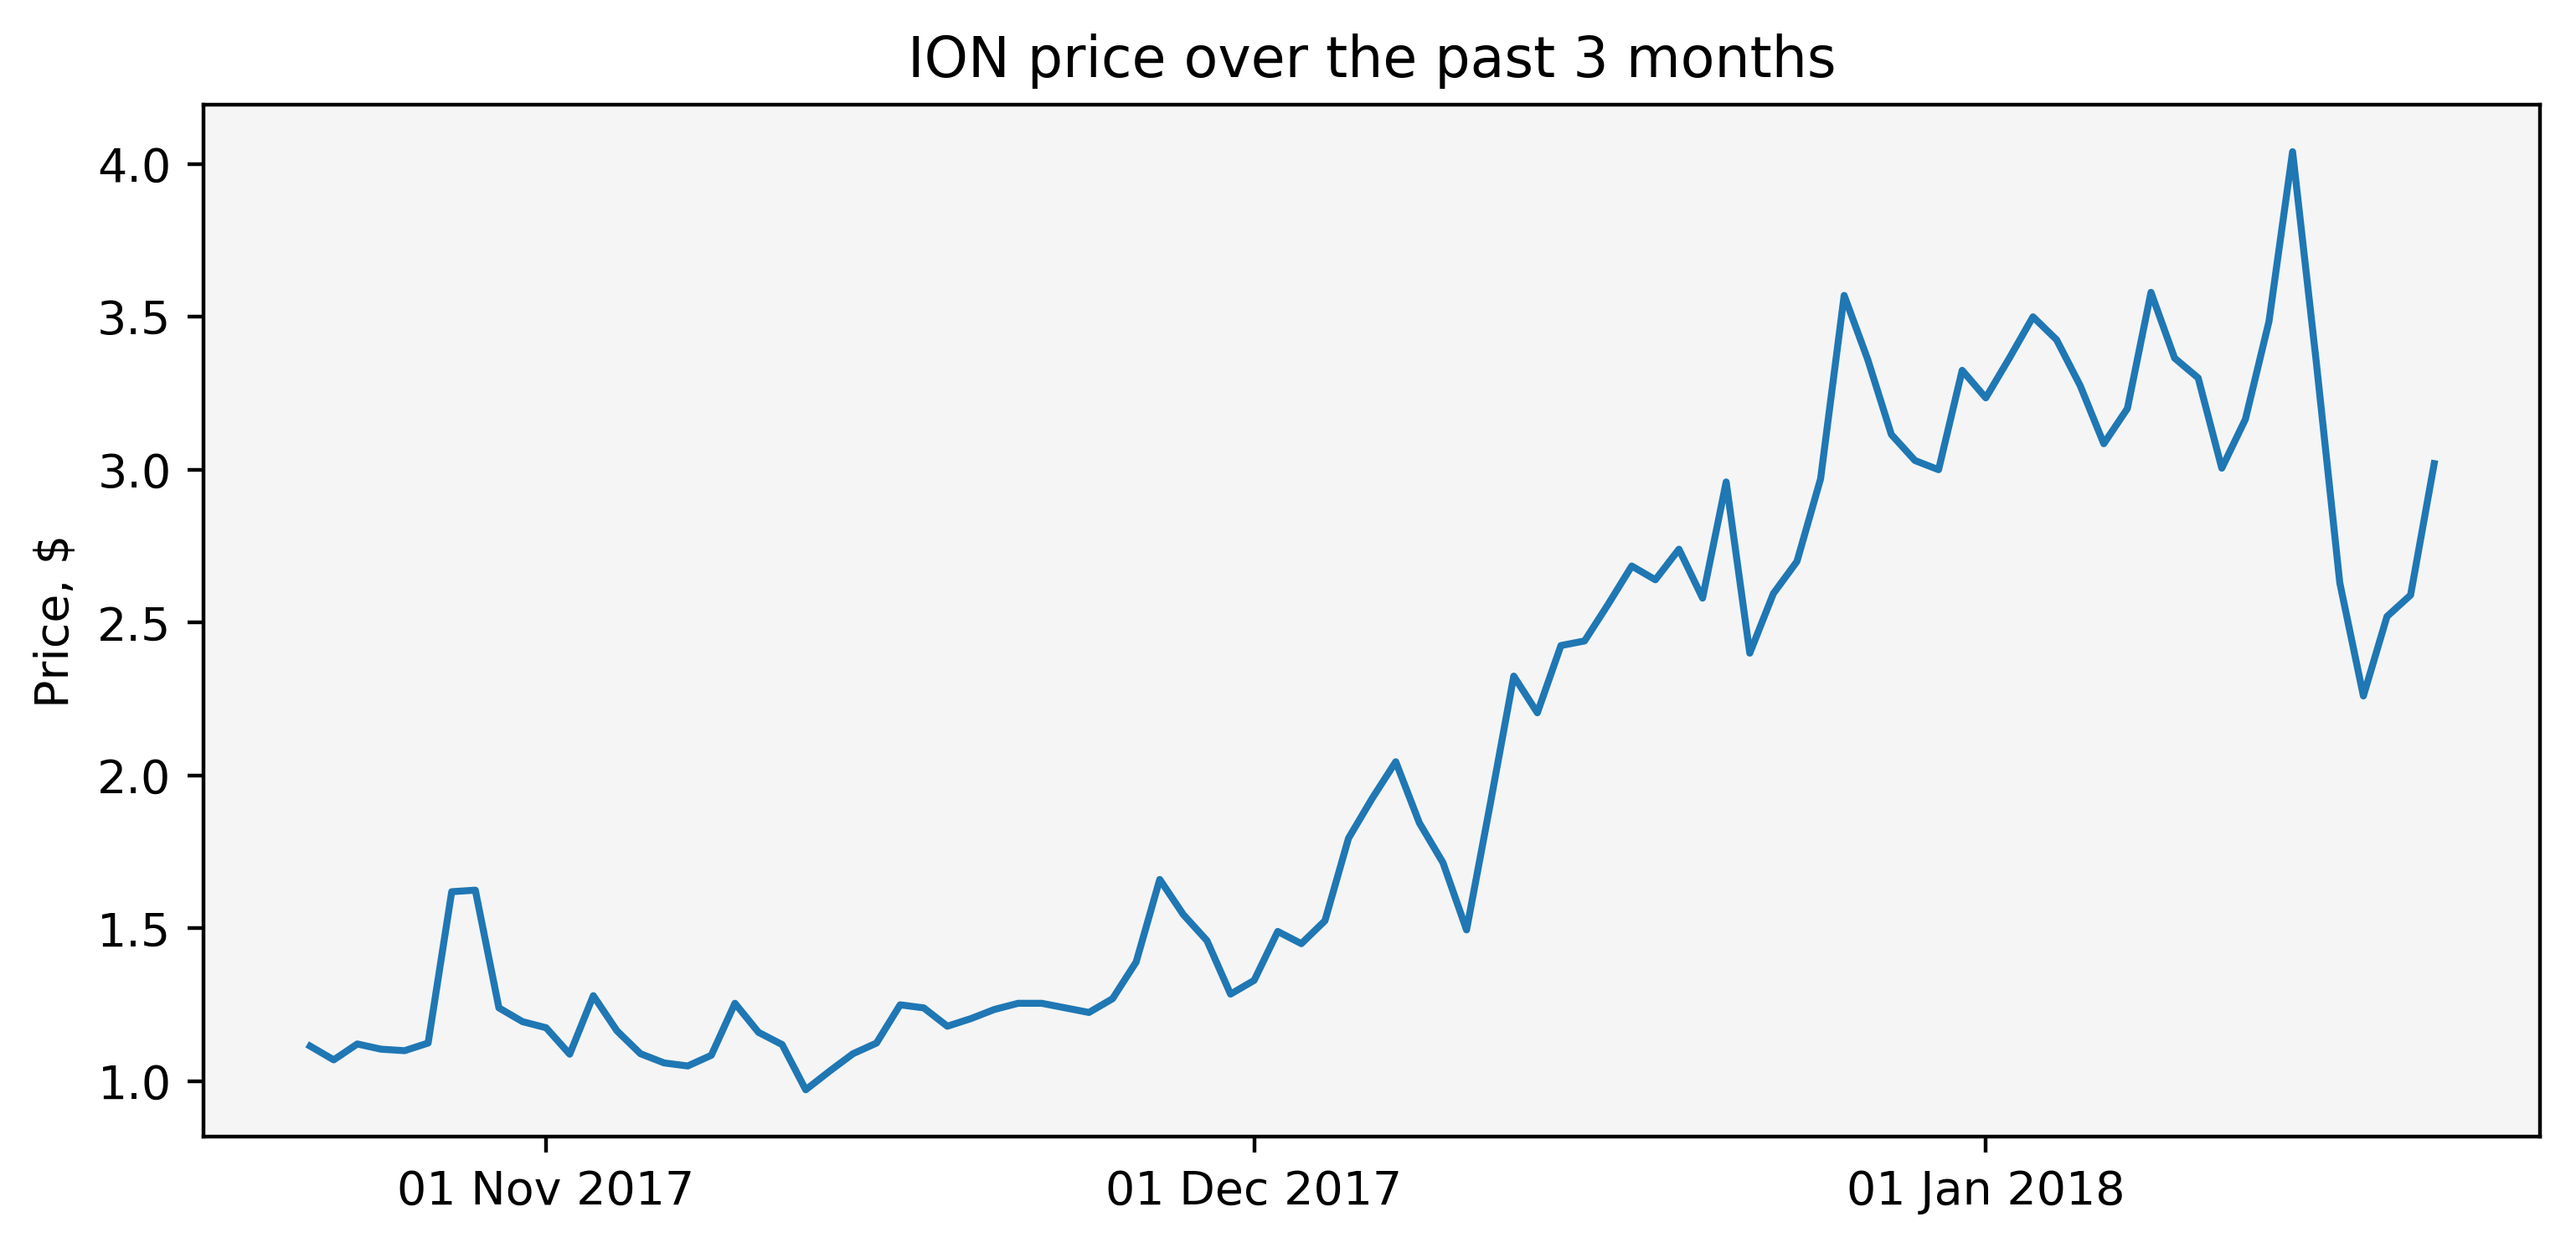 ION price over the past 3 months
4.0
3.5
3.0
2.5
2.0
1.5
1.0
Price, $
01 Nov 2017
01 Dec 2017
01 Jan 2018